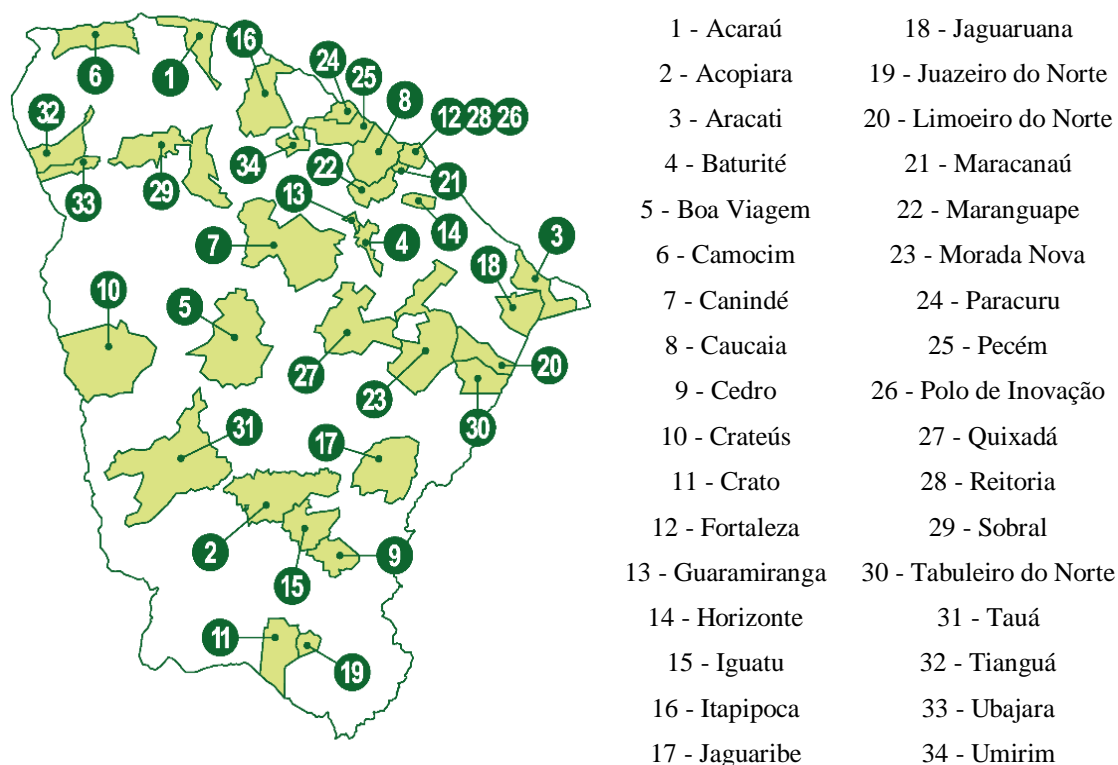 16
24
25
6
1
8
12 28 26
32
34
22
21
29
33
13
14
7
4
3
18
10
5
27
20
23
30
31
17
2
15
9
11
19
1 - Acaraú
2 - Acopiara
3 - Aracati
4 - Baturité
5 - Boa Viagem
6 - Camocim
7 - Canindé
8 - Caucaia
9 - Cedro
10 - Crateús
11 - Crato
12 - Fortaleza
13 - Guaramiranga
14 - Horizonte
15 - Iguatu
16 - Itapipoca
17 - Jaguaribe
18 - Jaguaruana
19 - Juazeiro do Norte
20 - Limoeiro do Norte
21 - Maracanaú
22 - Maranguape
23 - Morada Nova
24 - Paracuru
25 - Pecém
26 - Polo de Inovação
27 - Quixadá
28 - Reitoria
29 - Sobral
30 - Tabuleiro do Norte
31 - Tauá
32 - Tianguá
33 - Ubajara
34 - Umirim